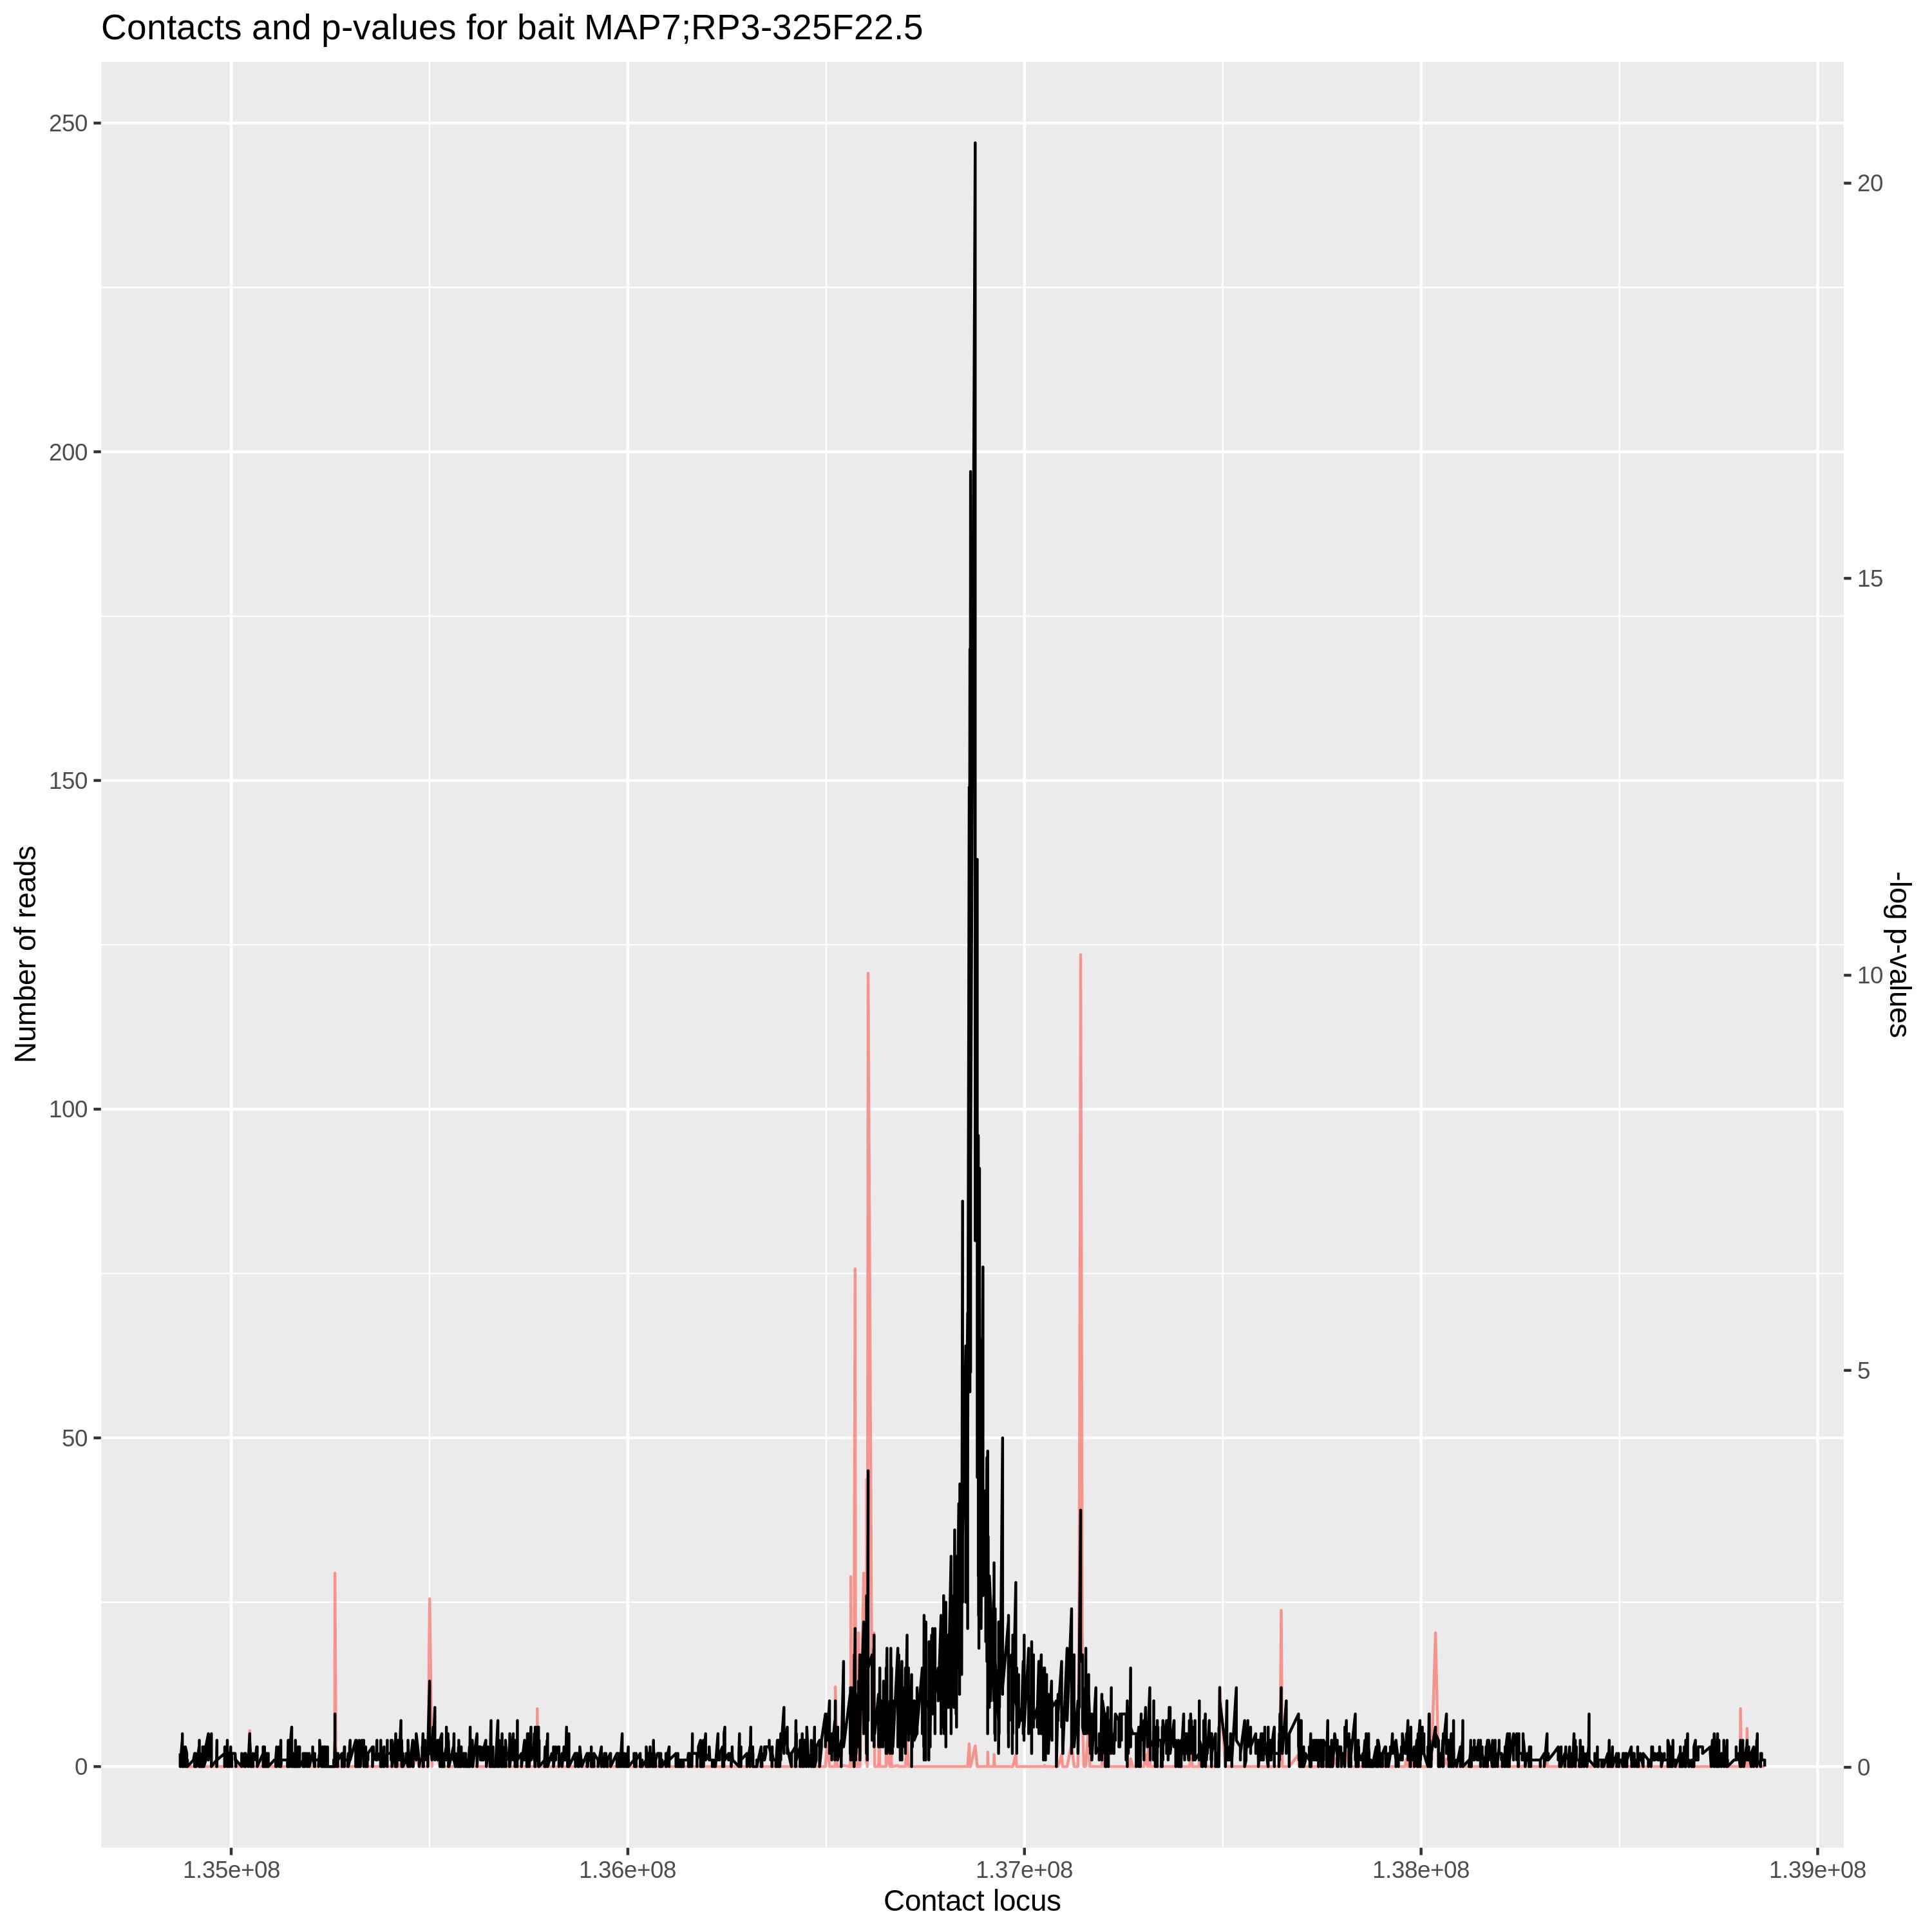 Contacts and p-values for bait MAP7;RP3-325F22.5
250
200
150
100
50
0
Number of reads
20
15
10
5
0
-log p-values
1.35e+08
1.36e+08
1.37e+08
1.38e+08
1.39e+08
Contact locus